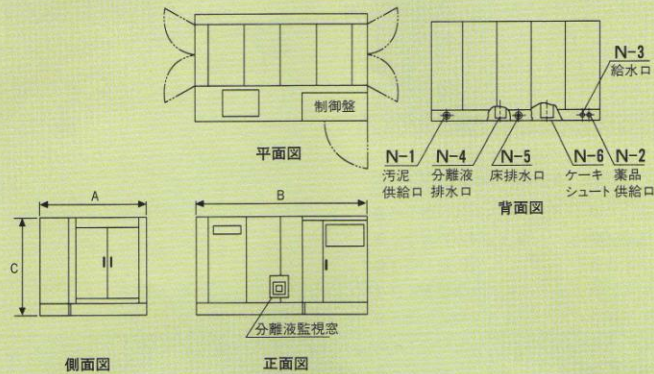 制御盤
平面図
N-3
給水口
N-1
汚泥
供給口
N-4
分離液
排水口
N-5
床排水口
N-6
ケーキ
シュート
N-2
薬品
供給口
背面図
A
C
側面図
B
分離液監視窓
正面図